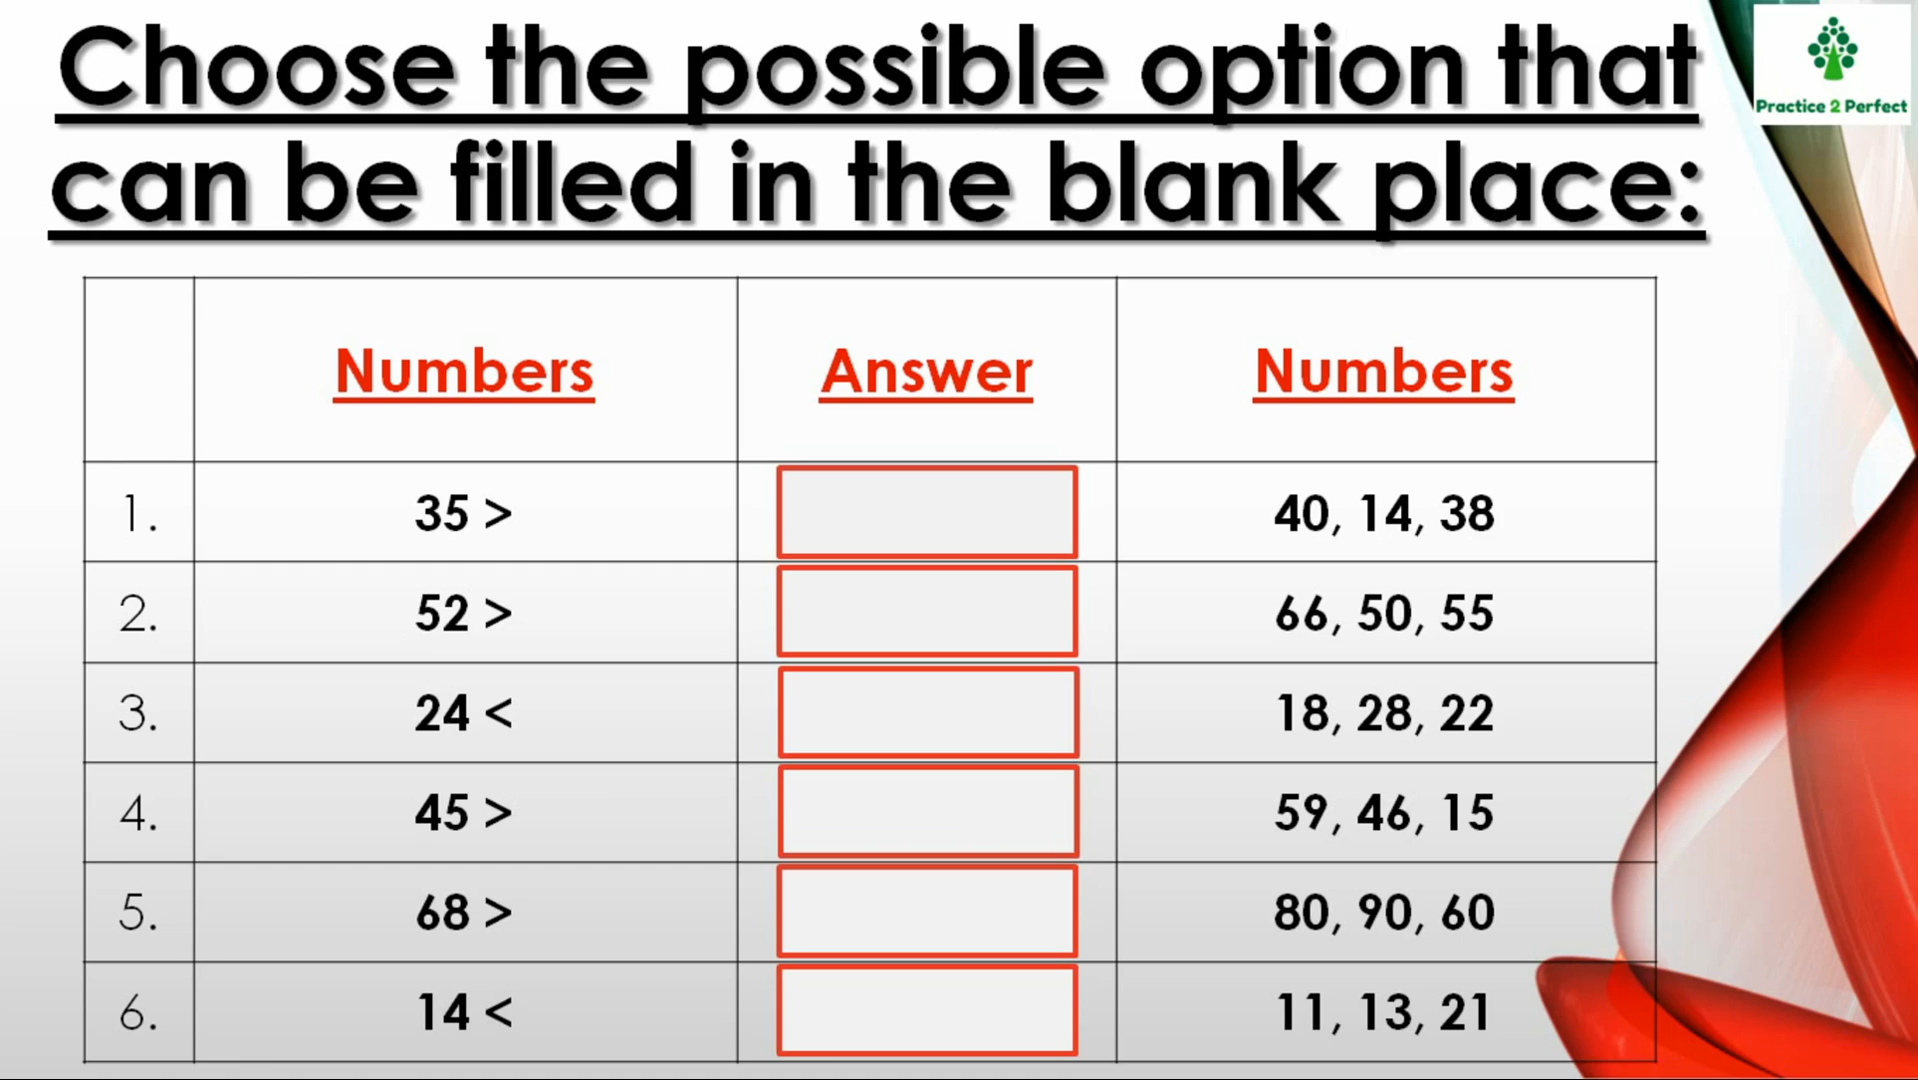 Choose the possible option that
can be filled in the blank place:
Practice 2 Perfect
Numbers Answer Numbers
1. 35 > 40, 14, 38
2. 52 > 66, 50, 55
3. 24 < 18, 28, 22
4. 45 > 59, 46, 15
5. 68 > 80, 90, 60
6. 14 < 11, 13, 21